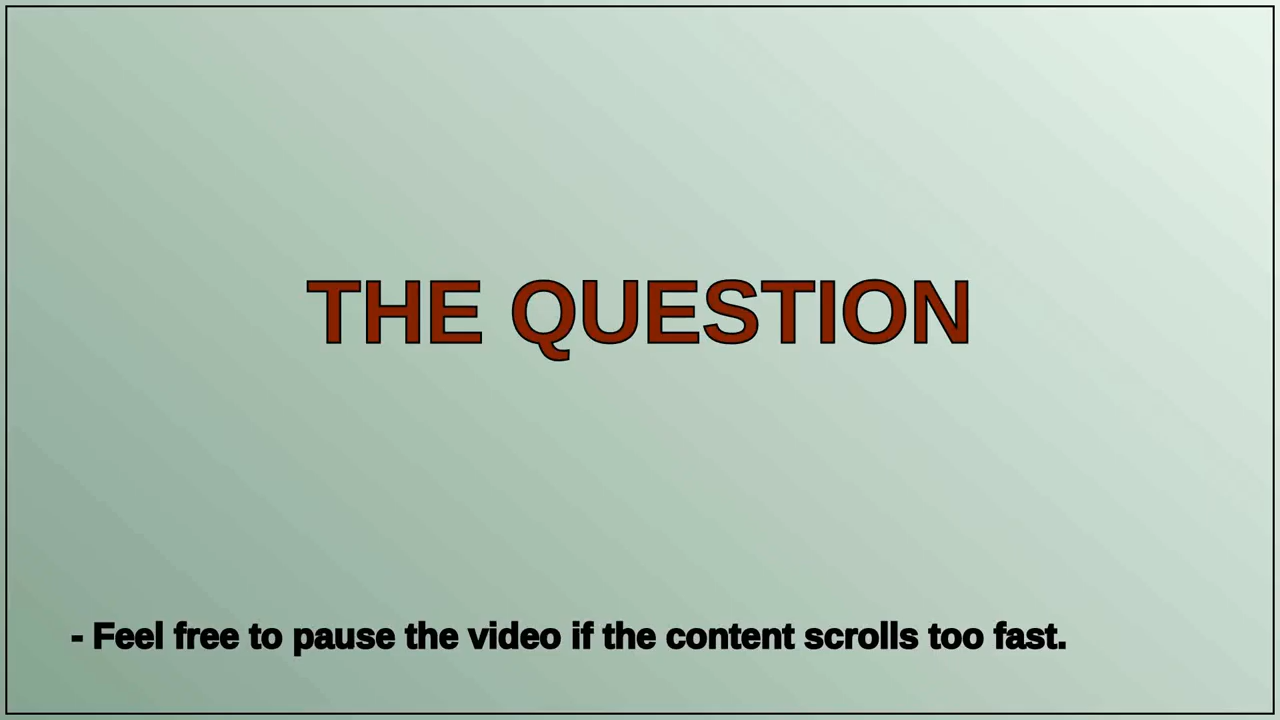 THE QUESTION
- Feel free to pause the video if the content scrolls too fast.